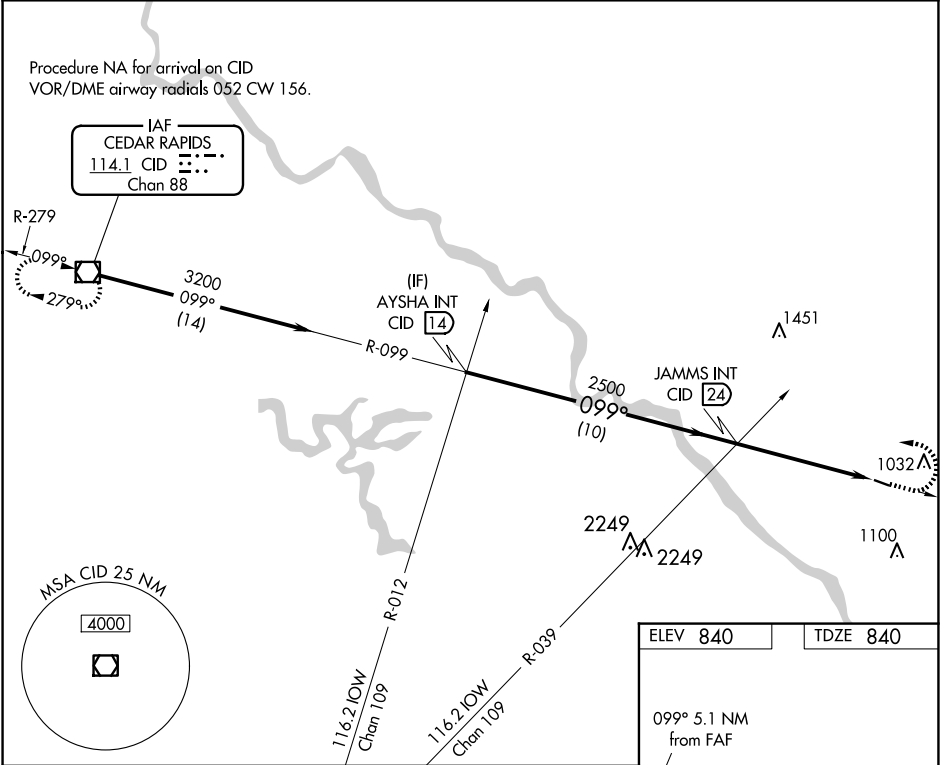 Procedure NA for arrival on CID
VOR/DME airway radials 052 CW 156.
IAF
CEDAR RAPIDS
114.1 CID
Chan 88
R-279
099°
279°
3200
099°
(14)
R-099
(IF)
AYSHA INT
CID 14
2500
099°
(10)
JAMMS INT
CID 24
1451
1032
1100
2249
2249
R-012
R-039
116.2 IOW
Chan 109
116.2 IOW
Chan 109
MSA CID 25 NM
4000
ELEV 840
TDZE 840
099° 5.1 NM
from FAF